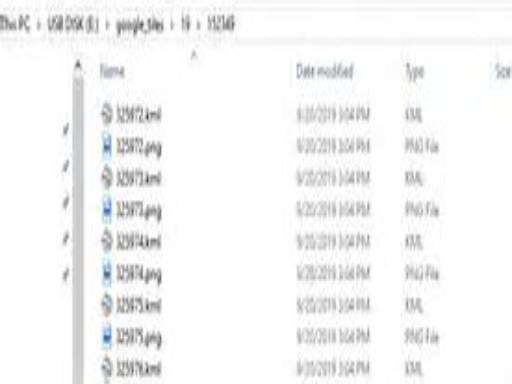 This PC › USB DISK (E:) › google_tiles › 19 › 152349
Name Date modified Type
325972.kml 9/20/2019 3:04 PM KML
325972.png 9/20/2019 3:04 PM PNG File
325973.kml 9/20/2019 3:04 PM KML
325973.png 9/20/2019 3:04 PM PNG File
325974.kml 9/20/2019 3:04 PM KML
325974.png 9/20/2019 3:04 PM PNG File
325975.kml 9/20/2019 3:04 PM KML
325975.png 9/20/2019 3:04 PM PNG File
325976.kml 9/20/2019 3:04 PM KML